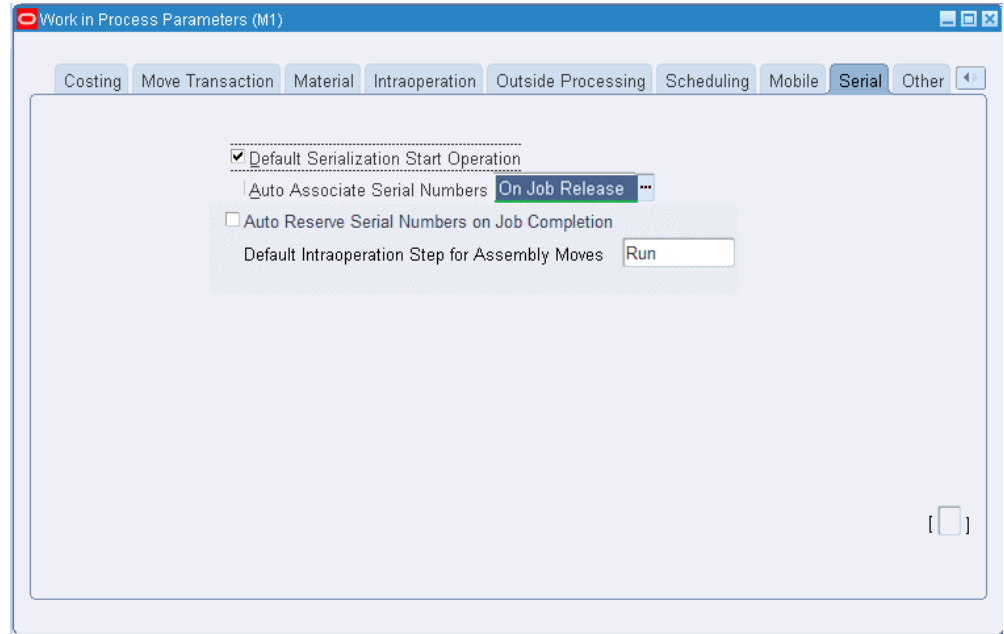 Work in Process Parameters (M1)
Costing Move Transaction Material Intraoperation Outside Processing Scheduling Mobile Serial Other
Default Serialization Start Operation
Auto Associate Serial Numbers On Job Release ...
Auto Reserve Serial Numbers on Job Completion
Default Intraoperation Step for Assembly Moves Run
[ ]